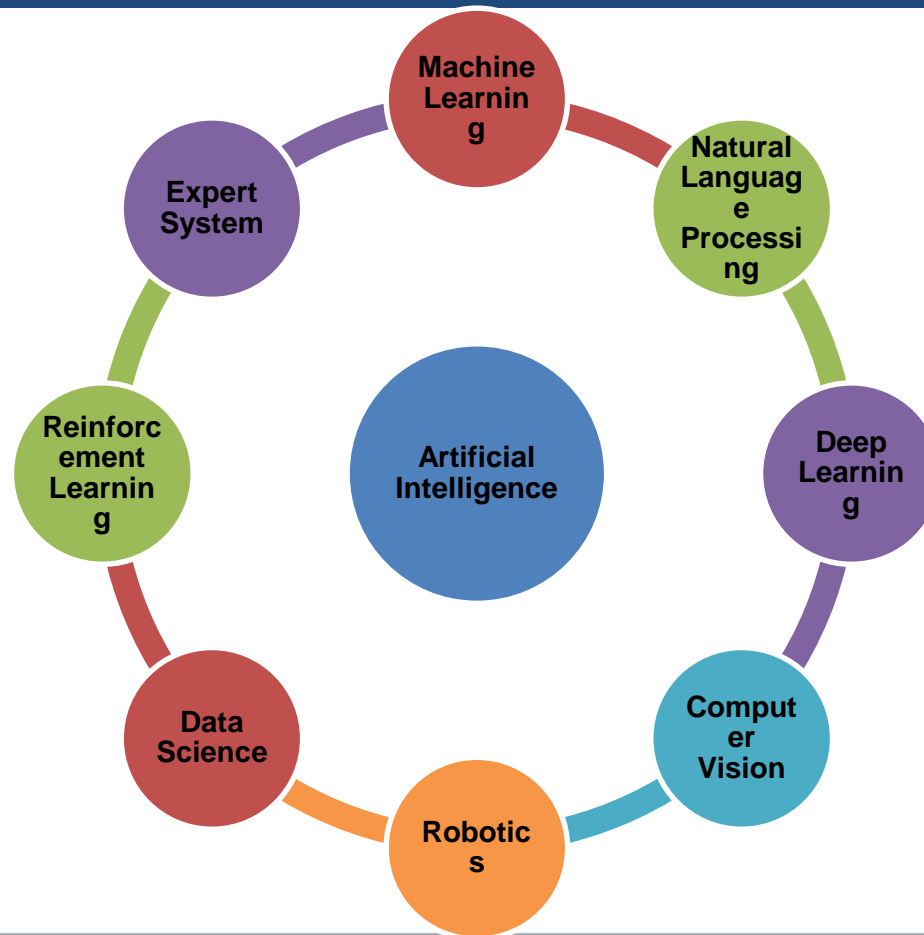 Machine
Learnin
g
Natural
Languag
e
Processi
ng
Deep
Learnin
g
Comput
er
Vision
Robotic
s
Data
Science
Reinforc
ement
Learnin
g
Expert
System
Artificial
Intelligence